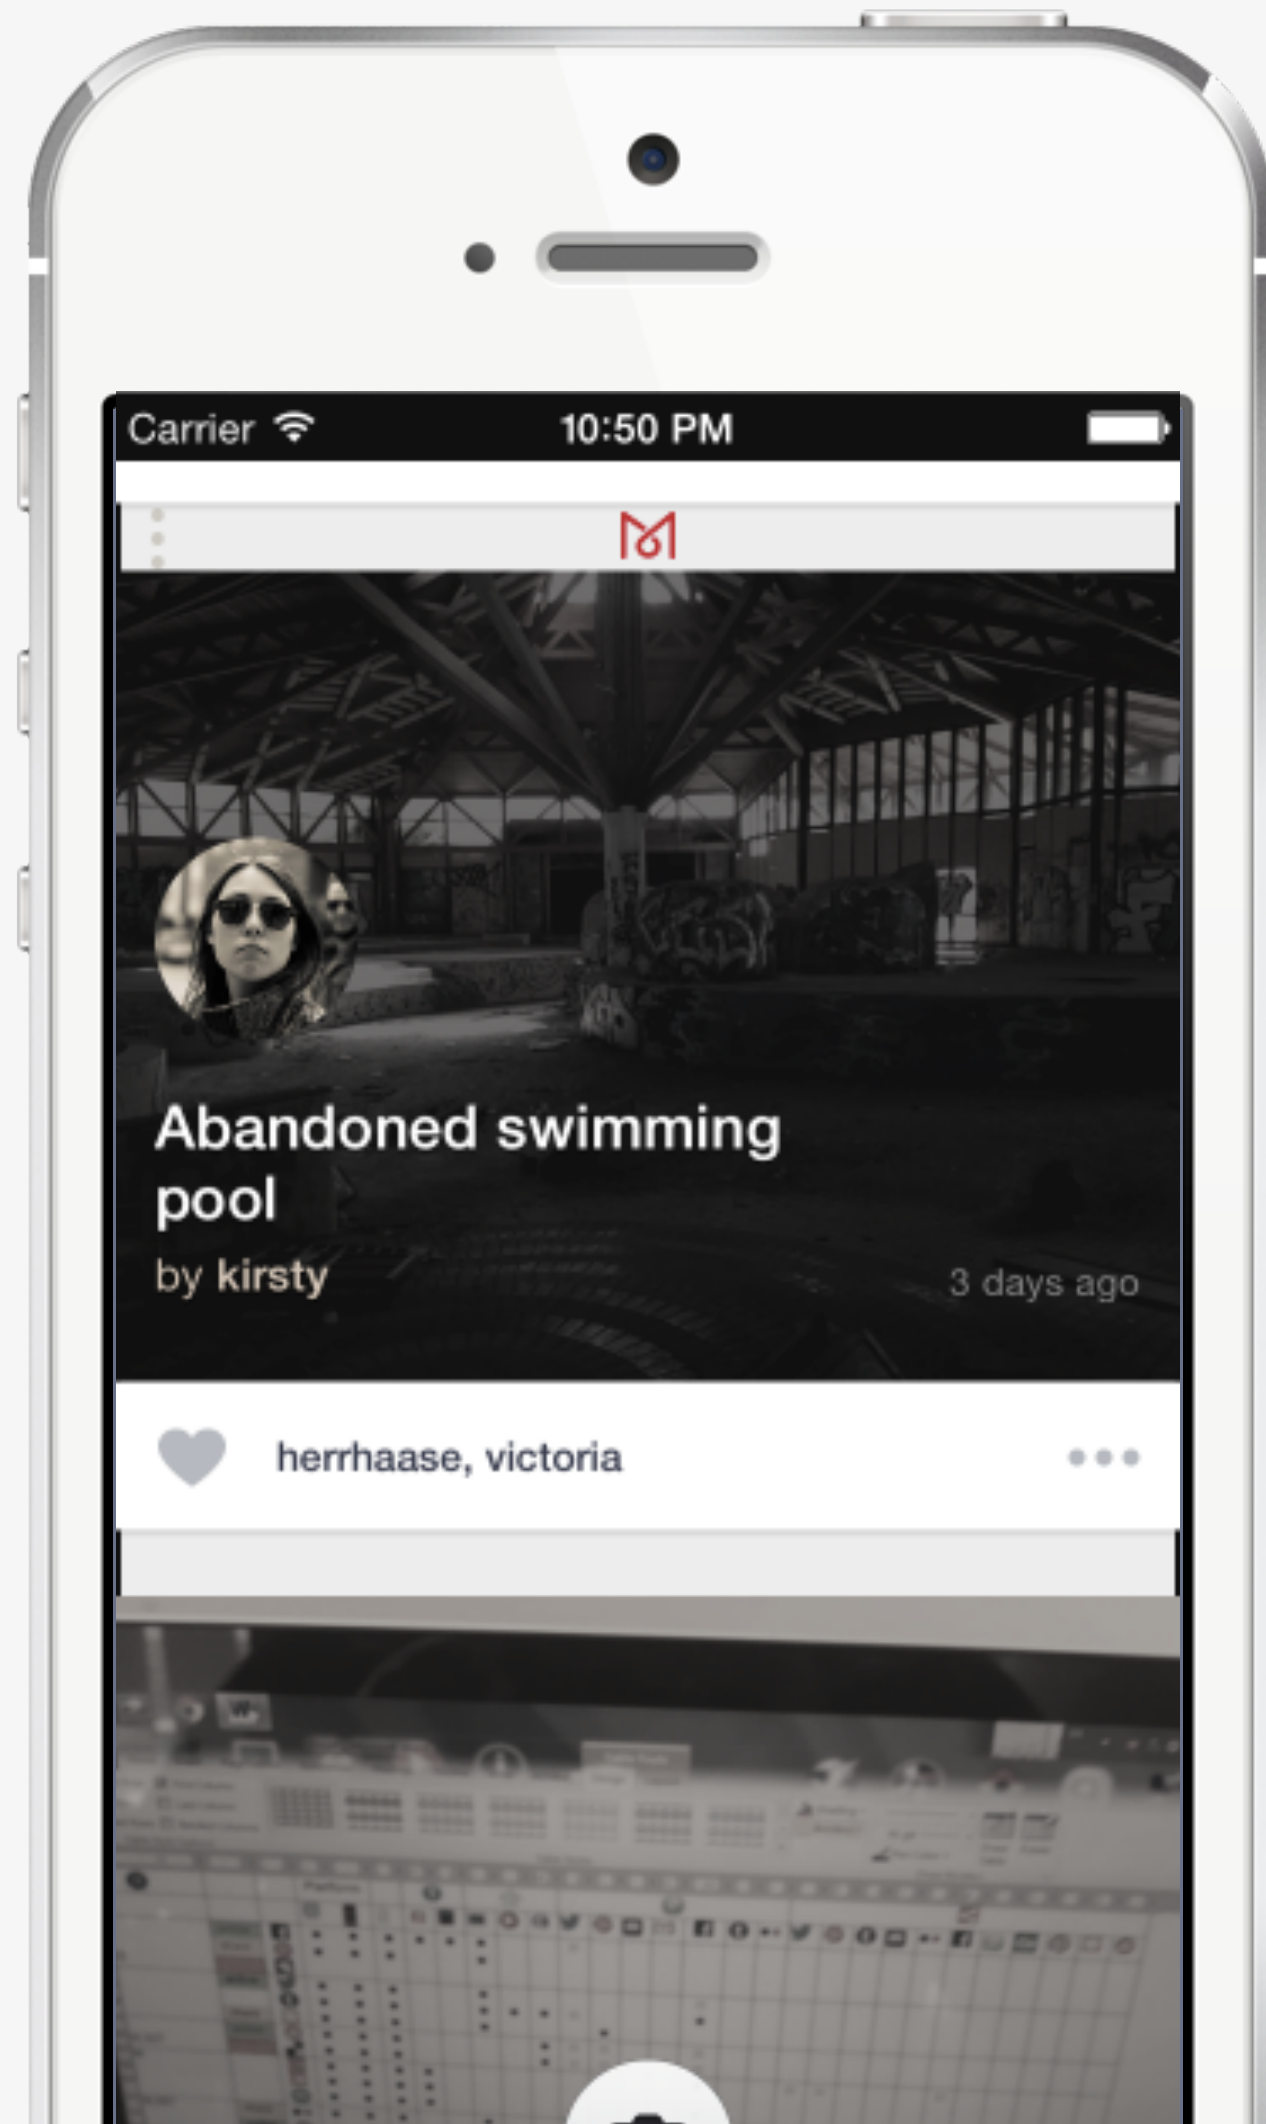 Carrier 10:50 PM
Abandoned swimming
pool
by kirsty
3 days ago
herrhaase, victoria